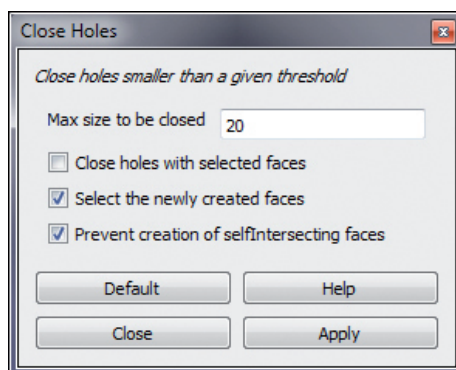 Close Holes
Close holes smaller than a given threshold
Max size to be closed 20
Close holes with selected faces
Select the newly created faces
Prevent creation of selfIntersecting faces
Default Help
Close Apply